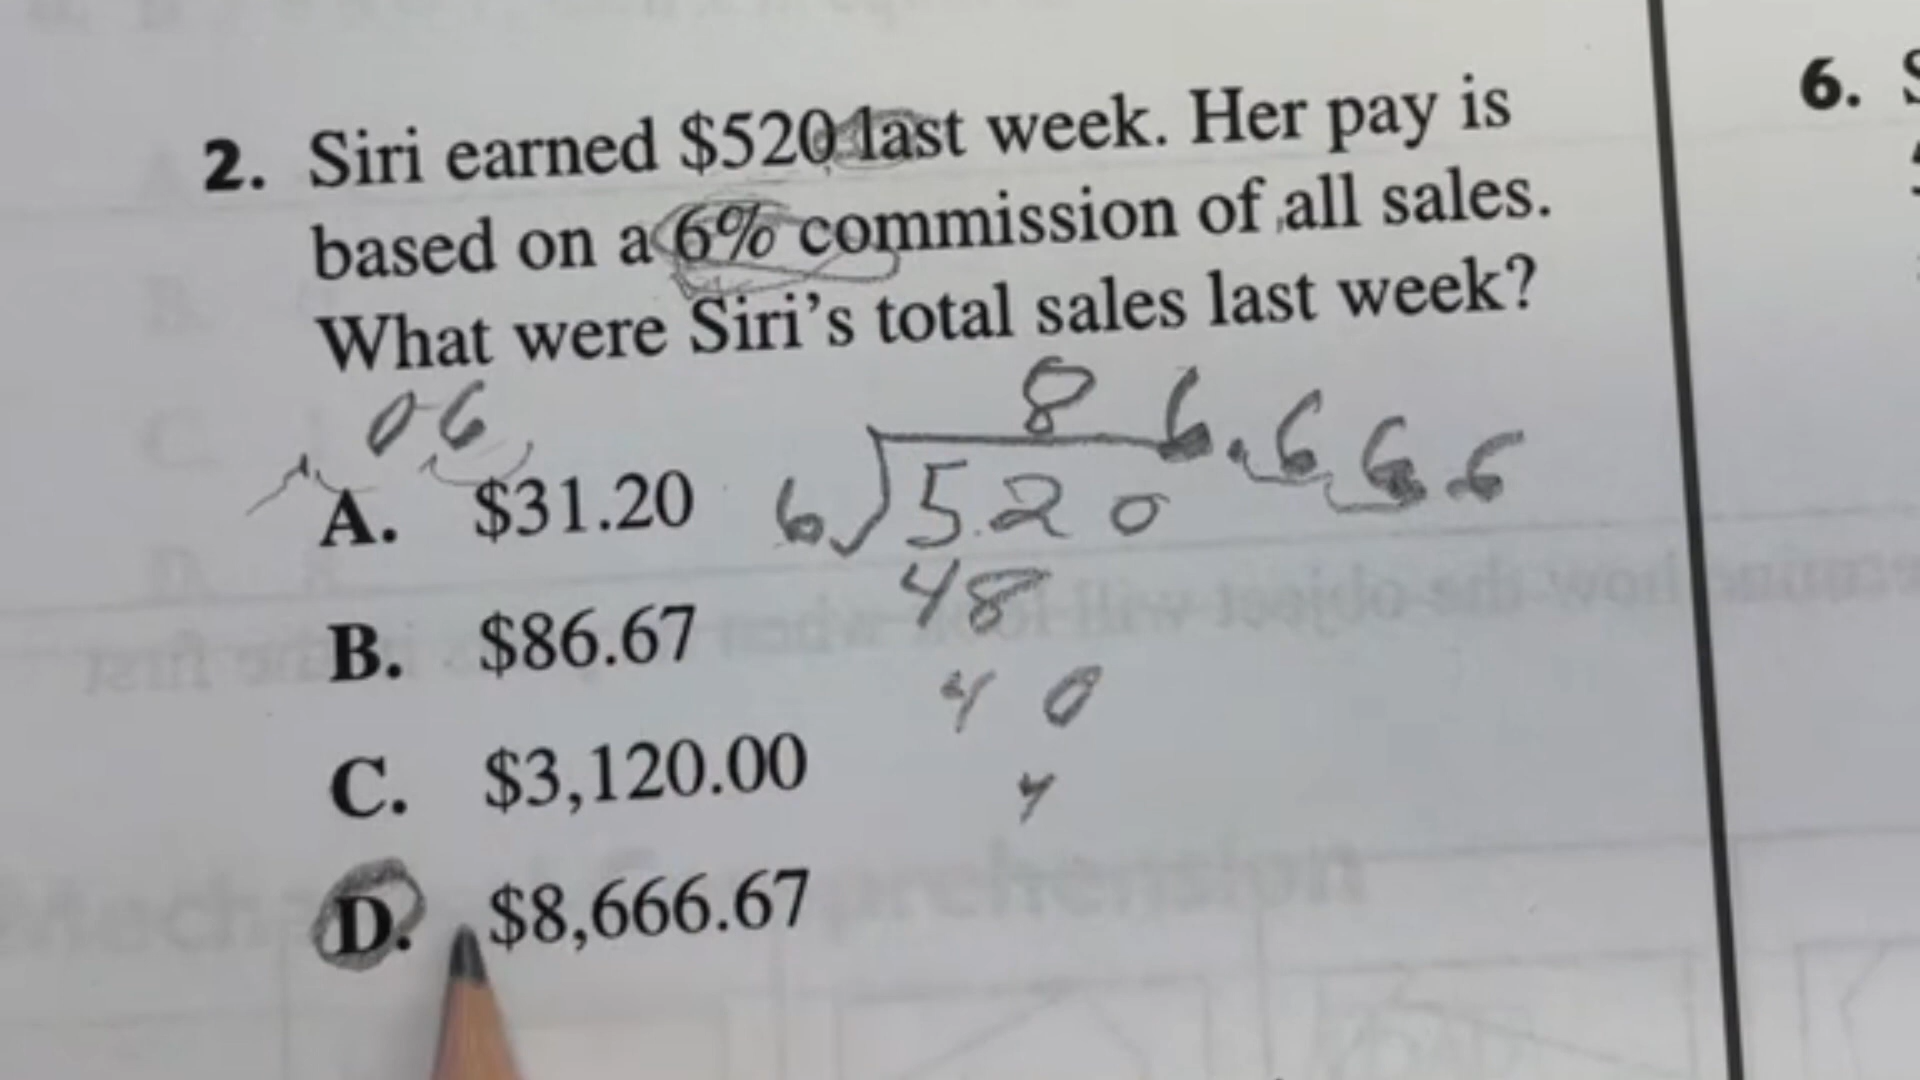 2. Siri earned $520 last week. Her pay is
based on a 6% commission of all sales.
What were Siri's total sales last week?
06
8 6.666
6 520
A. $31.20
48
B. $86.67
40
4
C. $3,120.00
D. $8,666.67
6. S